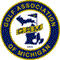 GOLF ASSOCIATION
GAM
OF MICHIGAN